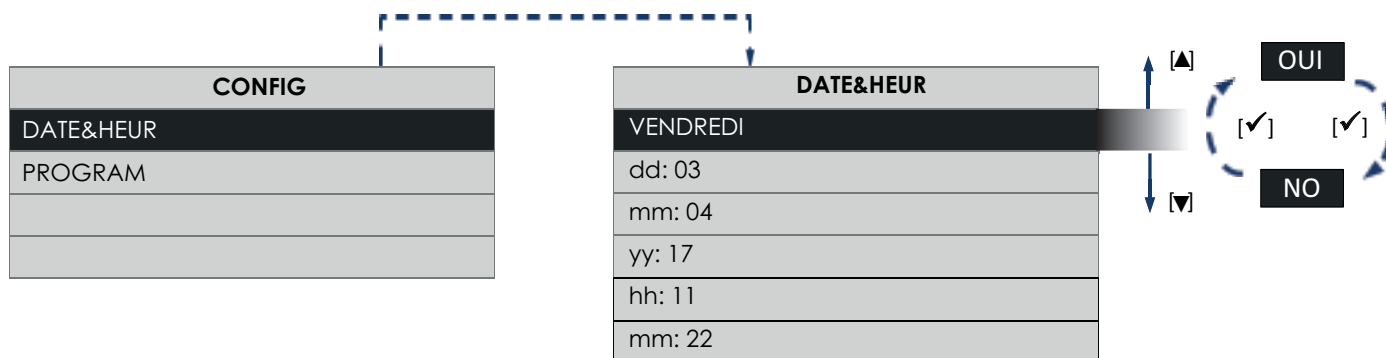 CONFIG
DATE&HEUR
PROGRAM
DATE&HEUR
VENDREDI
dd: 03
mm: 04
yy: 17
hh: 11
mm: 22
[▲]
[▼]
OUI
[✓] [✓]
NO